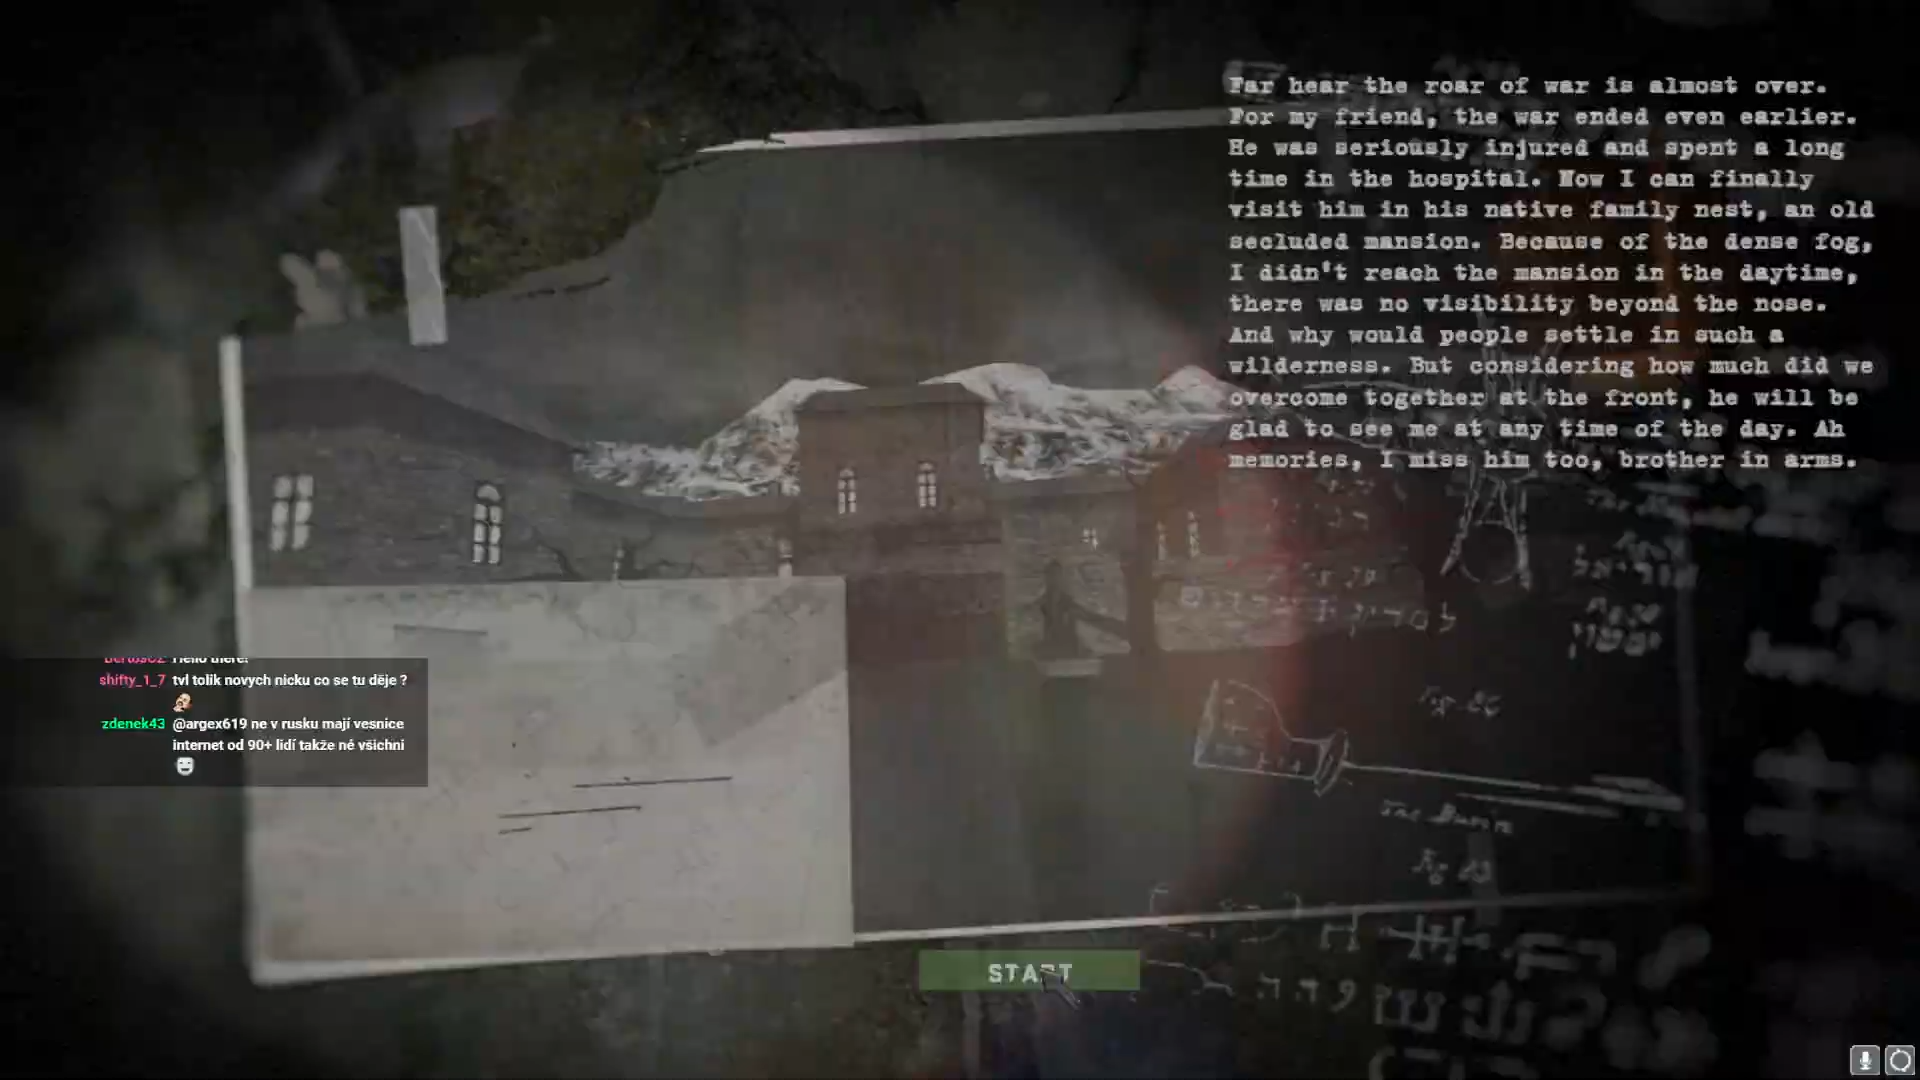 Far hear the roar of war is almost over.
For my friend, the war ended even earlier.
He was seriously injured and spent a long
time in the hospital. Now I can finally
visit him in his native family nest, an old
secluded mansion. Because of the dense fog,
I didn't reach the mansion in the daytime,
there was no visibility beyond the nose.
And why would people settle in such a
wilderness. But considering how much did we
overcome together at the front, he will be
glad to see me at any time of the day. Ah
memories, I miss him too, brother in arms.
Hello there!
shifty_1_7 tvl tolik novych nicku co se tu děje ?
zdenek43 @argex619 ne v rusku mají vesnice
internet od 90+ lidí takže né všichni
START